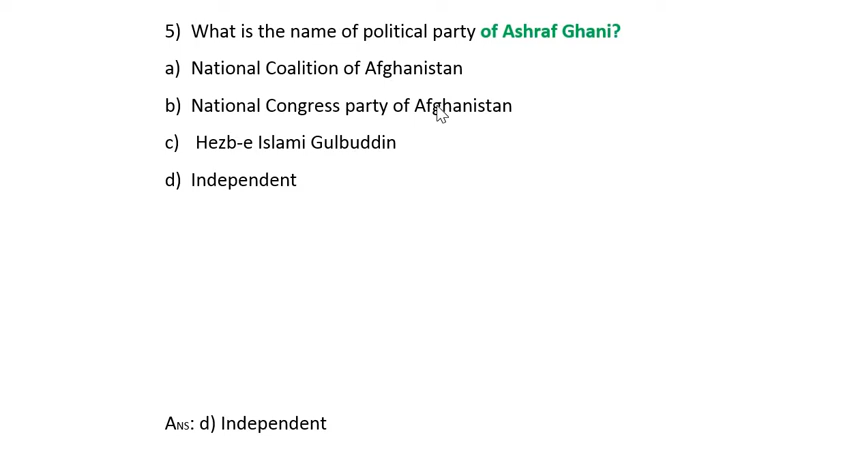 5) What is the name of political party of Ashraf Ghani?
a) National Coalition of Afghanistan
b) National Congress party of Afghanistan
c) Hezb-e Islami Gulbuddin
d) Independent
Ans: d) Independent